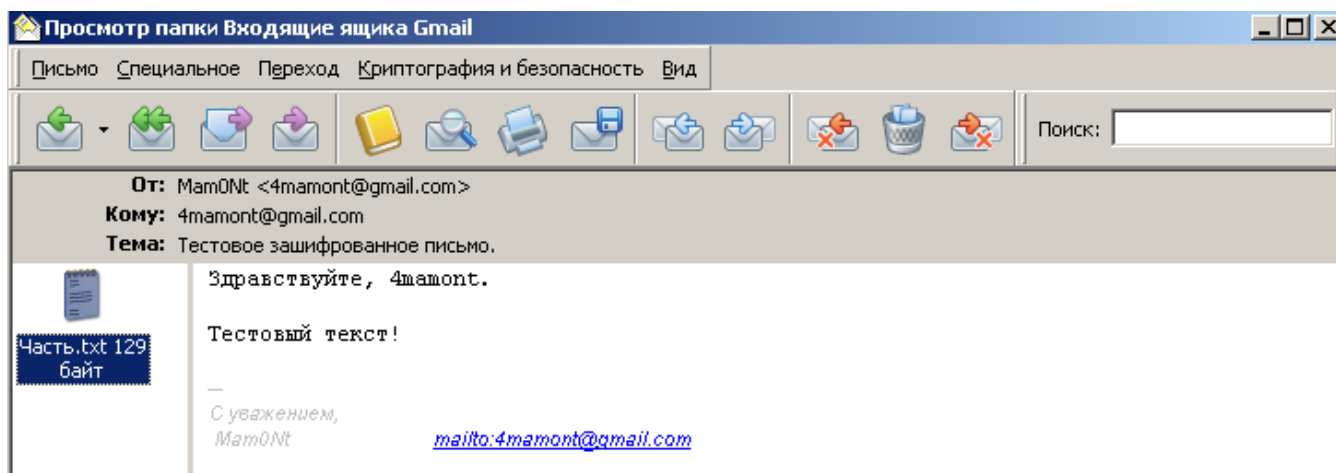 Просмотр папки Входящие ящика Gmail
Письмо Специальное Переход Криптография и безопасность Вид
Поиск:
От: Mam0Nt <4mamont@gmail.com>
Кому: 4mamont@gmail.com
Тема: Тестовое зашифрованное письмо.
Часть.txt 129
байт
Здравствуйте, 4mamont.
Тестовый текст!
--
С уважением,
Mam0Nt mailto:4mamont@gmail.com